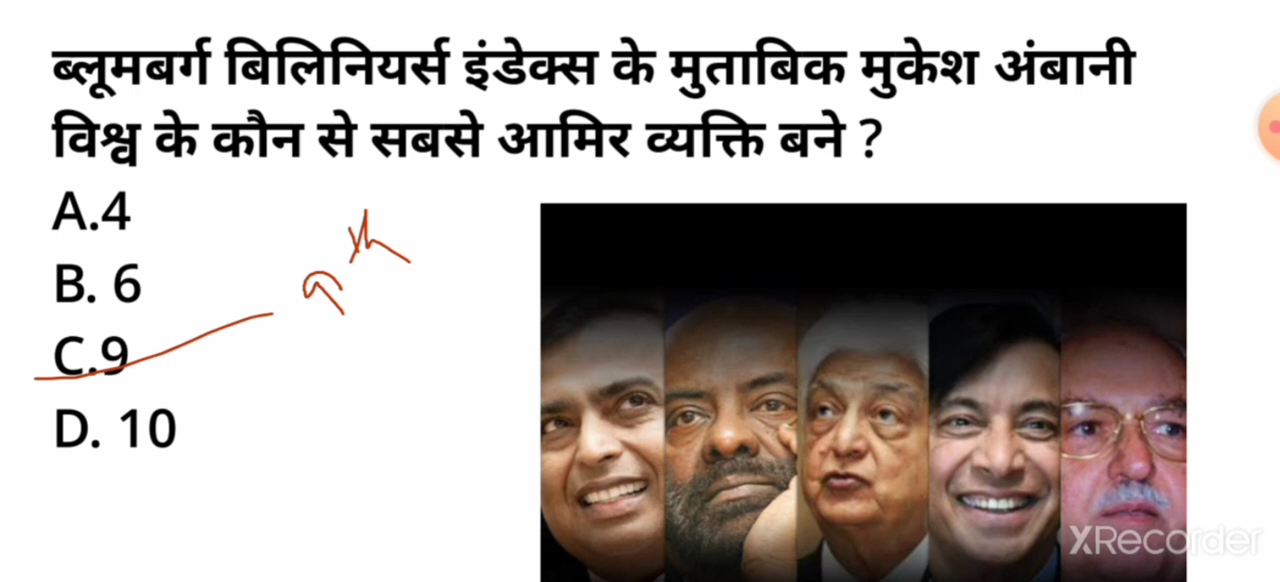 ब्लूमबर्ग बिलिनियर्स इंडेक्स के मुताबिक मुकेश अंबानी
विश्व के कौन से सबसे आमिर व्यक्ति बने ?
A.4
B. 6
C.9
D. 10
9th
XRecorder